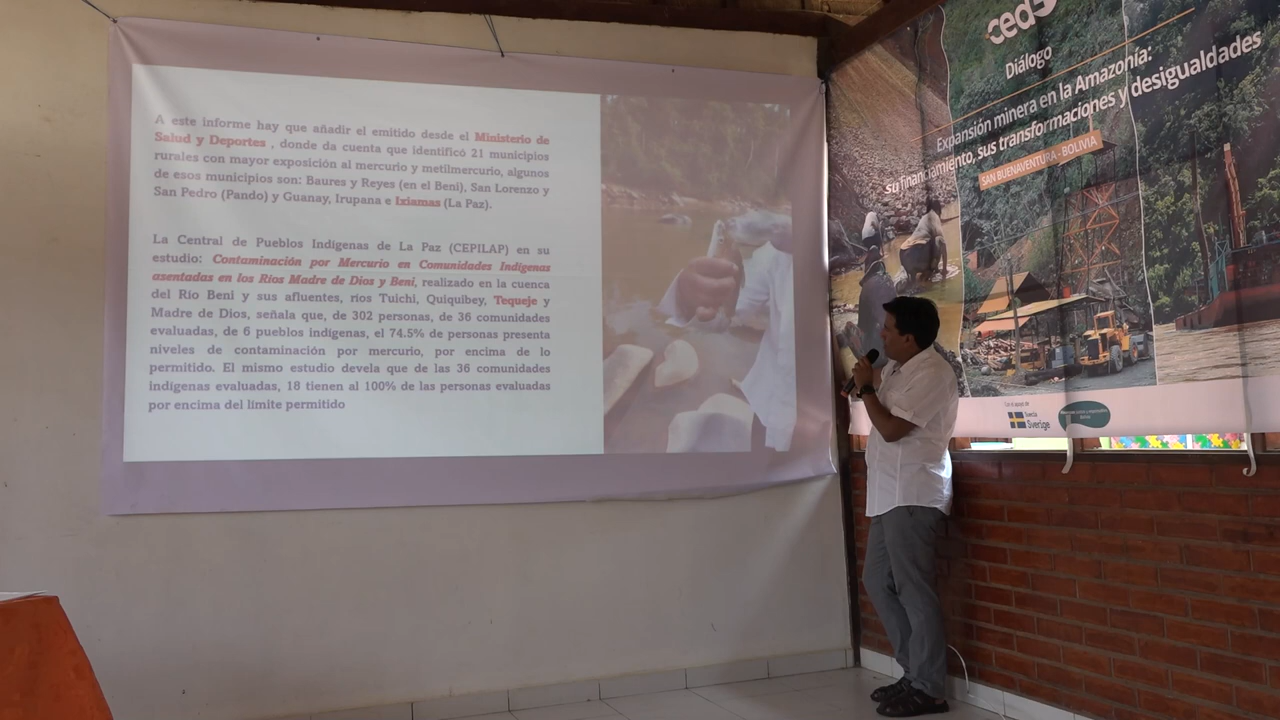 A este informe hay que añadir el emitido desde el Ministerio de
Salud y Deportes , donde da cuenta que identificó 21 municipios
rurales con mayor exposición al mercurio y metilmercurio, algunos
de esos municipios son: Baures y Reyes (en el Beni), San Lorenzo y
San Pedro (Pando) y Guanay, Irupana e Ixiamas (La Paz).
La Central de Pueblos Indígenas de La Paz (CEPILAP) en su
estudio: Contaminación por Mercurio en Comunidades Indígenas
asentadas en los Ríos Madre de Dios y Beni, realizado en la cuenca
del Río Beni y sus afluentes, ríos Tuichi, Quiquibey, Tequeje y
Madre de Dios, señala que, de 302 personas, de 36 comunidades
evaluadas, de 6 pueblos indígenas, el 74.5% de personas presenta
niveles de contaminación por mercurio, por encima de lo
permitido. El mismo estudio devela que de las 36 comunidades
indígenas evaluadas, 18 tienen al 100% de las personas evaluadas
por encima del límite permitido
Diálogo
Expansión minera en la Amazonía:
su financiamiento, sus transformaciones y desigualdades
SAN BUENAVENTURA - BOLIVIA
Con el apoyo de
Suecia
Sverige